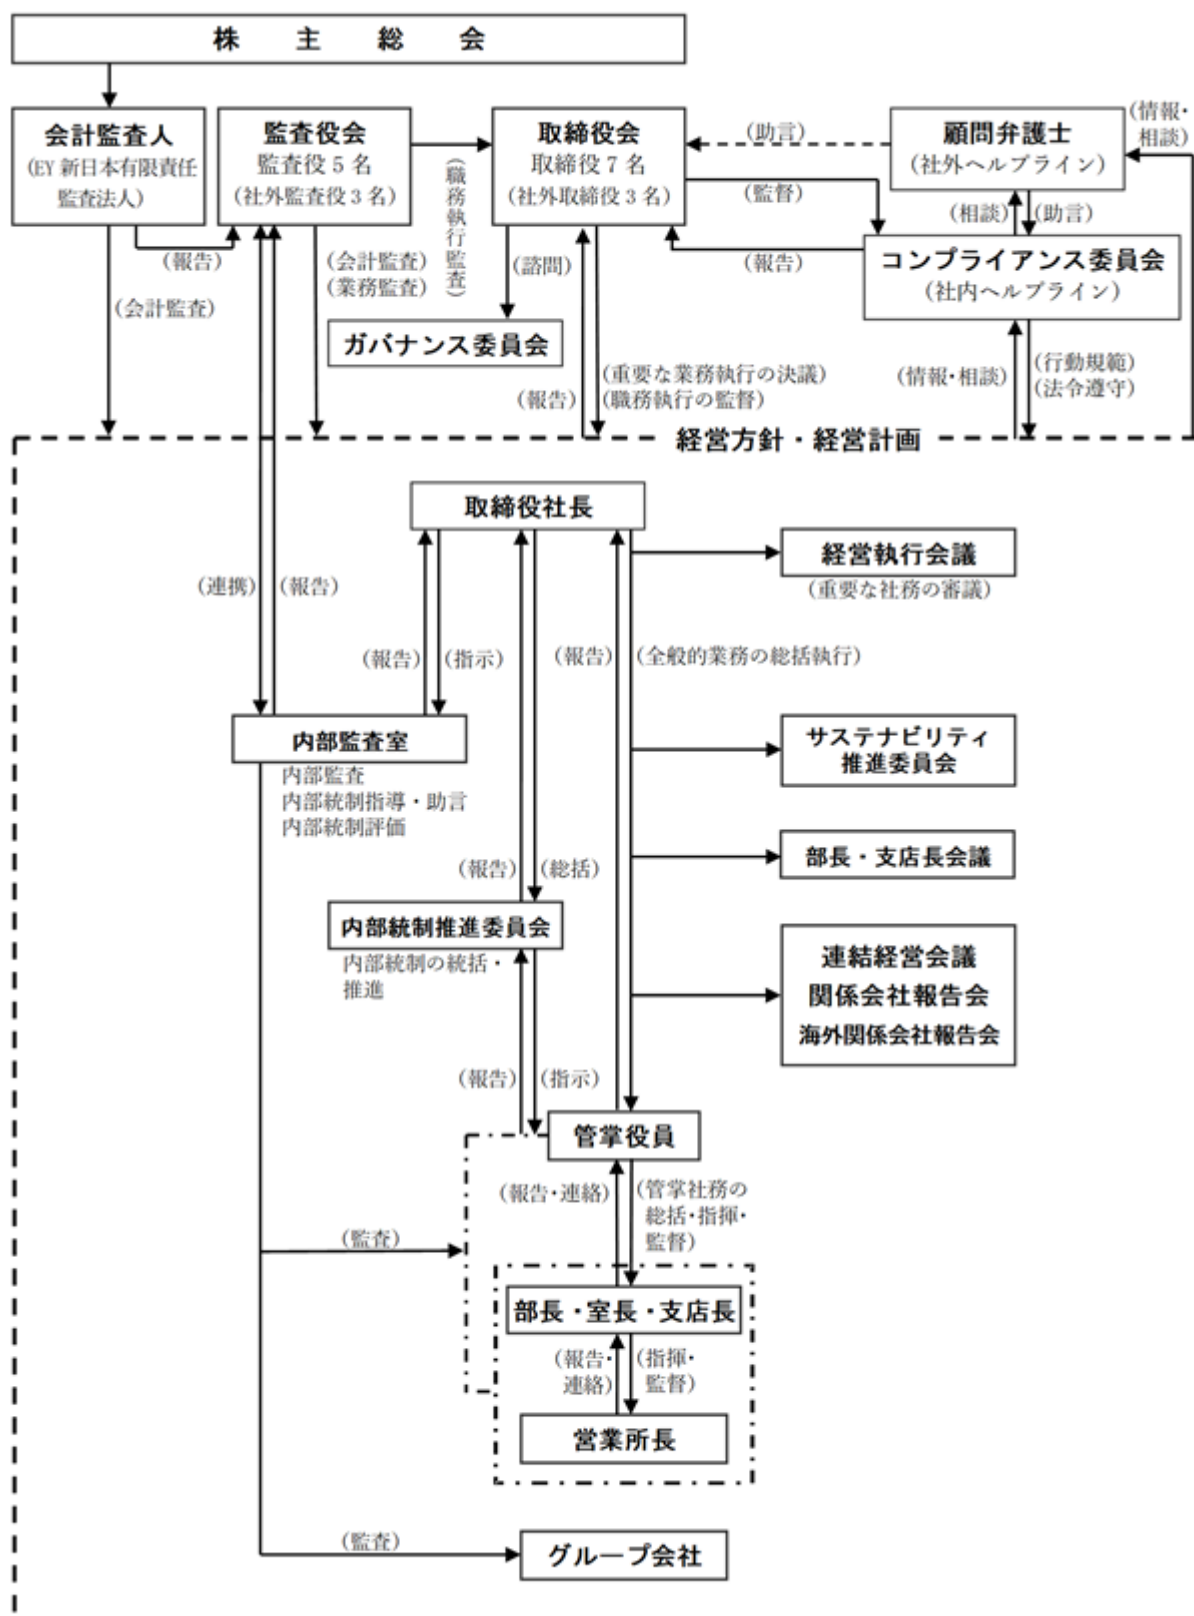 株主総会
会計監査人
(EY 新日本有限責任
監査法人)
監査役会
監査役 5 名
(社外監査役 3 名)
(職務執行監査)
取締役会
取締役 7 名
(社外取締役 3 名)
(助言)
(監督)
(報告)
顧問弁護士
(社外ヘルプライン)
(情報・
相談)
(相談)
(助言)
コンプライアンス委員会
(社内ヘルプライン)
(報告)
(会計監査)
(会計監査)
(業務監査)
(諮問)
ガバナンス委員会
(報告)
(重要な業務執行の決議)
(職務執行の監督)
(情報・相談)
(行動規範)
(法令遵守)
経営方針・経営計画
取締役社長
経営執行会議
(重要な社務の審議)
(連携)
(報告)
(報告)
(指示)
(報告)
(全般的業務の総括執行)
内部監査室
内部監査
内部統制指導・助言
内部統制評価
サステナビリティ
推進委員会
部長・支店長会議
(報告)
(総括)
内部統制推進委員会
内部統制の統括・
推進
連結経営会議
関係会社報告会
海外関係会社報告会
(報告)
(指示)
管掌役員
(報告・連絡)
(管掌社務の
総括・指揮・
監督)
(監査)
部長・室長・支店長
(報告・
連絡)
(指揮・
監督)
営業所長
(監査)
グループ会社